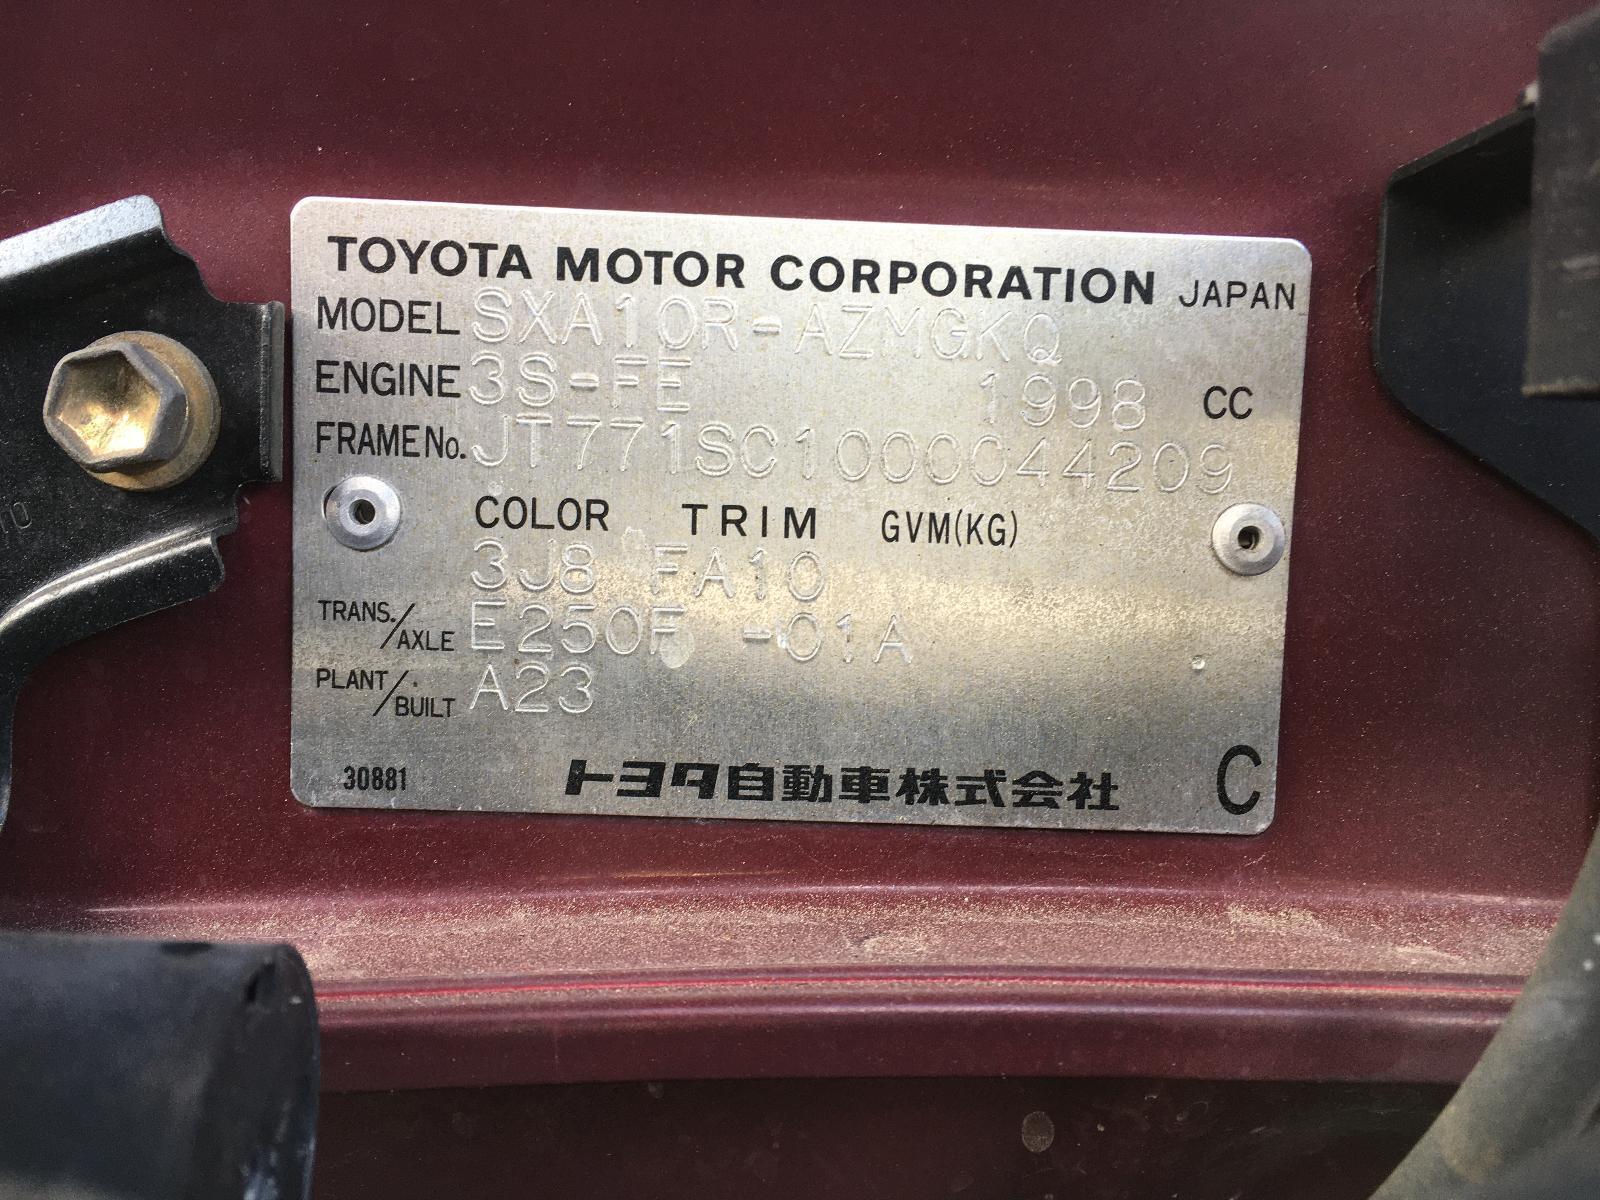 TOYOTA MOTOR CORPORATION JAPAN
MODEL SXA10R-AZMGKQ
ENGINE 3S-FE 1998 CC
FRAME No. JT771SC1000044209
COLOR TRIM GVM(KG)
3J8 FA10
TRANS./AXLE E250F -01A
PLANT/BUILT A23
30881 トヨタ自動車株式会社 C
10